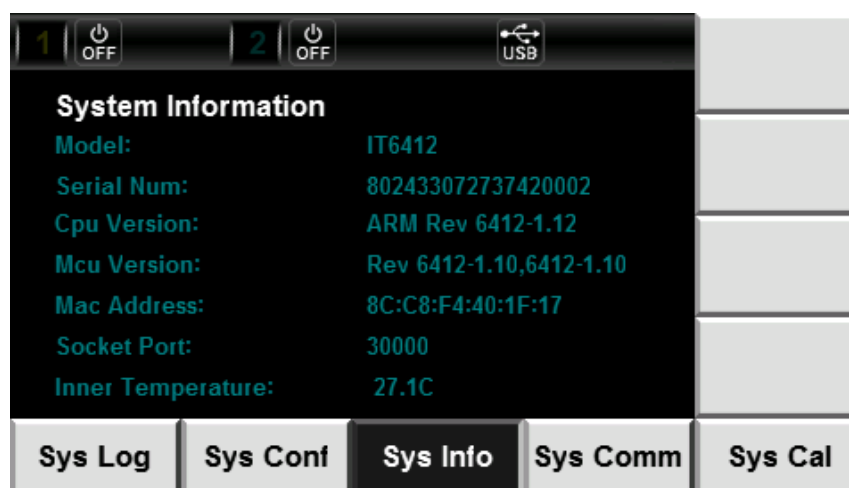 1 OFF 2 OFF USB
System Information
Model: IT6412
Serial Num: 802433072737420002
Cpu Version: ARM Rev 6412-1.12
Mcu Version: Rev 6412-1.10,6412-1.10
Mac Address: 8C:C8:F4:40:1F:17
Socket Port: 30000
Inner Temperature: 27.1C
Sys Log Sys Conf Sys Info Sys Comm Sys Cal